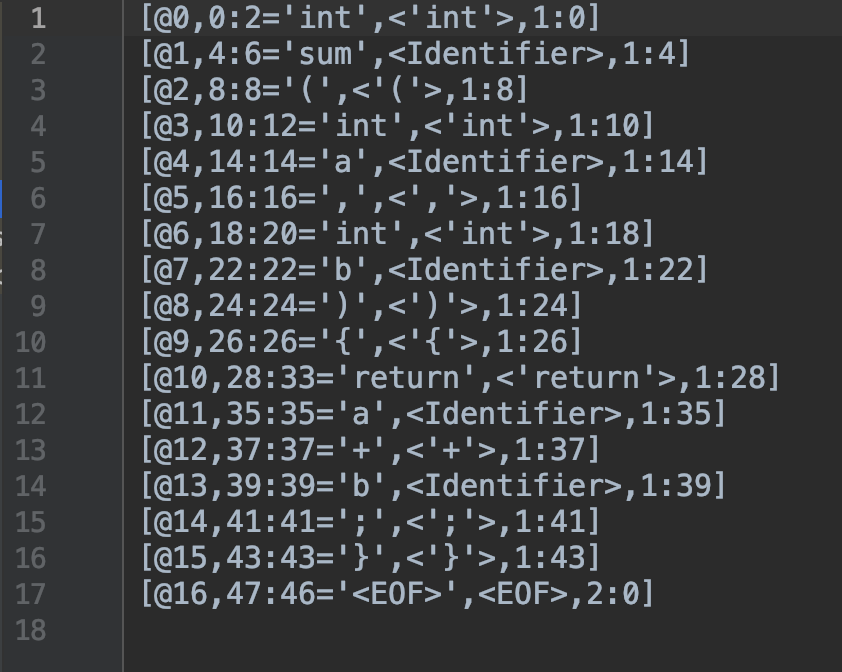 1 [@0,0:2='int',<'int'>,1:0]
2 [@1,4:6='sum',<Identifier>,1:4]
3 [@2,8:8='(',<'('>,1:8]
4 [@3,10:12='int',<'int'>,1:10]
5 [@4,14:14='a',<Identifier>,1:14]
6 [@5,16:16=',',<','>,1:16]
7 [@6,18:20='int',<'int'>,1:18]
8 [@7,22:22='b',<Identifier>,1:22]
9 [@8,24:24=')',<')'>,1:24]
10 [@9,26:26='{',<'{'>,1:26]
11 [@10,28:33='return',<'return'>,1:28]
12 [@11,35:35='a',<Identifier>,1:35]
13 [@12,37:37='+',<'+'>,1:37]
14 [@13,39:39='b',<Identifier>,1:39]
15 [@14,41:41=';',<';'>,1:41]
16 [@15,43:43='}',<'}'>,1:43]
17 [@16,47:46='<EOF>',<EOF>,2:0]
18